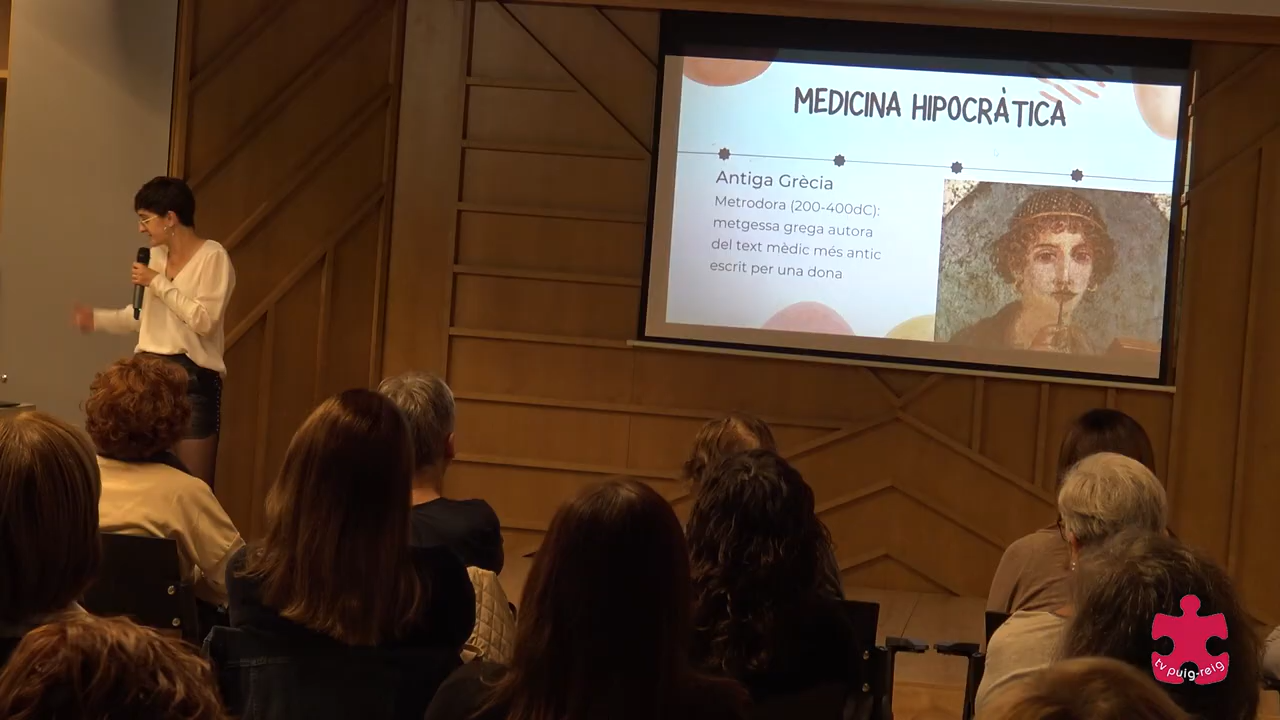 MEDICINA HIPOCRÀTICA
Antiga Grècia
Metrodora (200-400dC):
metgessa grega autora
del text mèdic més antic
escrit per una dona
tv puig-reig